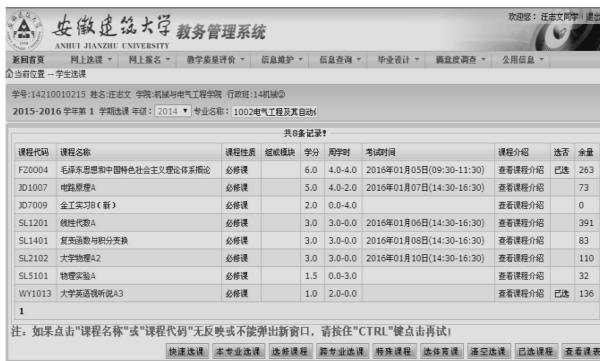 安徽建筑大学 教务管理系统
ANHUI JIANZHU UNIVERSITY
欢迎您: 汪志文同学 退出
返回首页 网上选课 网上报名 教学质量评价 信息维护 信息查询 毕业设计 满意度调查 公用信息
当前位置 -- 学生选课
学号:14210010215 姓名:汪志文 学院:机械与电气工程学院 行政班:14机械②
2015-2016 学年第 1 学期选课 年级: 2014 专业名称: 1002电气工程及其自动
共8条记录!
课程代码 课程名称 课程性质 组或模块 学分 周学时 考试时间 课程介绍 选否 余量
FZ0004 毛泽东思想和中国特色社会主义理论体系概论 必修课 6.0 4.0-4.0 2016年01月05日(09:30-11:30) 查看课程介绍 已选 263
JD1007 电路原理A 必修课 5.0 4.0-2.0 2016年01月07日(14:30-16:30) 查看课程介绍 73
JD7009 金工实习B(新) 必修课 2.0 0.0-4.0 查看课程介绍 0
SL1201 线性代数A 必修课 3.0 3.0-0.0 2016年01月06日(14:30-16:30) 查看课程介绍 391
SL1401 复变函数与积分变换 必修课 3.0 3.0-0.0 2016年01月08日(14:30-16:30) 查看课程介绍 83
SL2102 大学物理A2 必修课 3.0 3.0-0.0 2016年01月10日(14:30-16:30) 查看课程介绍 110
SL5101 物理实验A 必修课 1.5 0.0-3.0 查看课程介绍 32
WY1013 大学英语视听说A3 必修课 1.0 2.0-0.0 查看课程介绍 已选 136
1
注: 如果点击"课程名称"或"课程代码"无反映或不能弹出新窗口, 请按住"CTRL"键点击再试!
快速选课 本专业选课 选修课程 跨专业选课 特殊课程 选体育课 清空选课 已选课程 查看课表